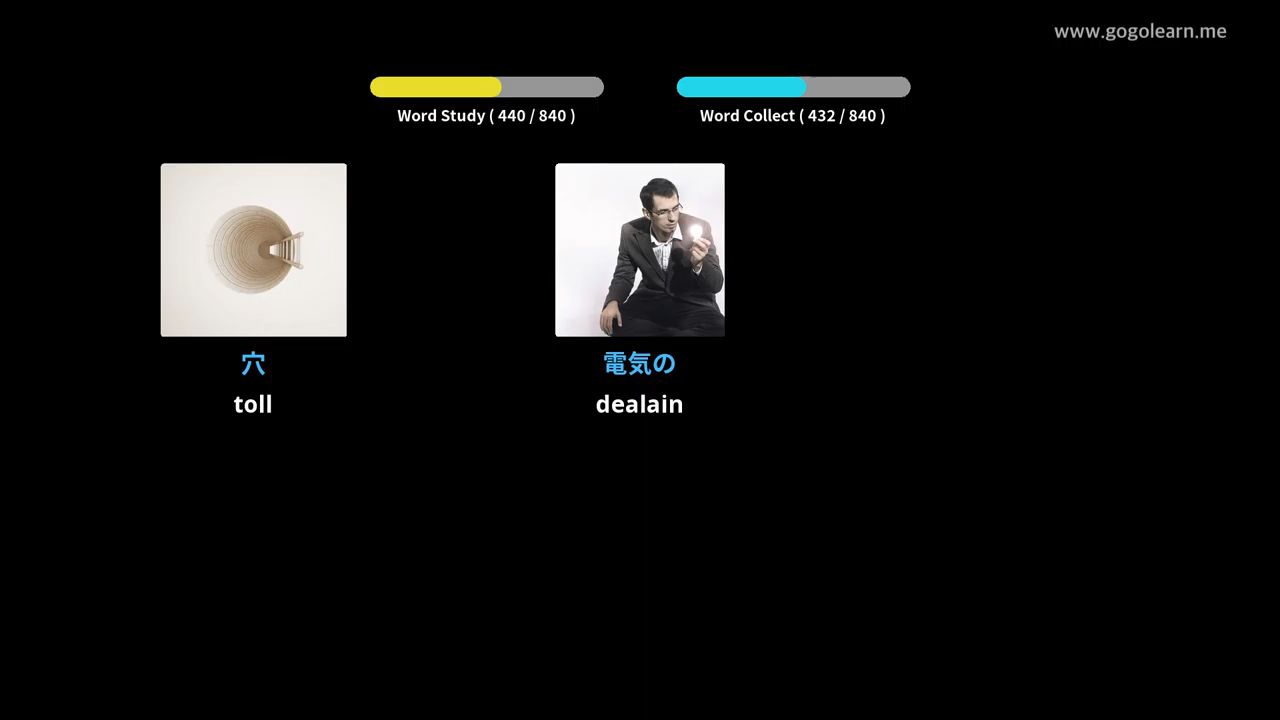 www.gogolearn.me
Word Study ( 440 / 840 )
Word Collect ( 432 / 840 )
穴
toll
電気の
dealain